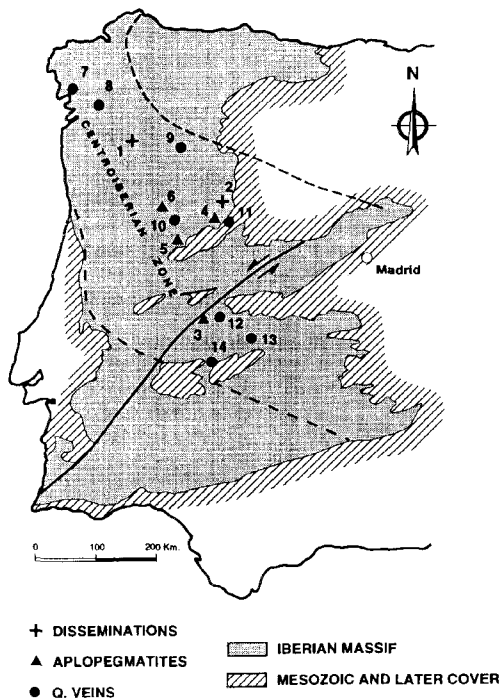 N
7
8
CENTROIBERIAN ZONE
1
9
6
2
10
4
11
5
Madrid
3
12
13
14
0 100 200 Km.
DISSEMINATIONS
APLOPEGMATITES
Q. VEINS
IBERIAN MASSIF
MESOZOIC AND LATER COVER